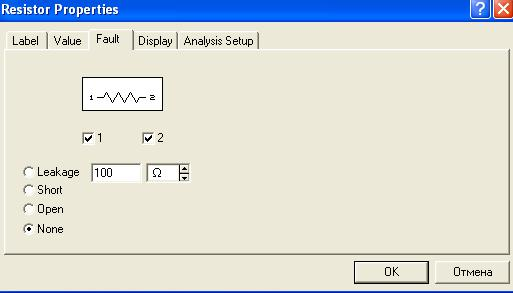 Resistor Properties ? X
Label Value Fault Display Analysis Setup
1 2
1 2
Leakage 100 Ω
Short
Open
None
OK Отмена